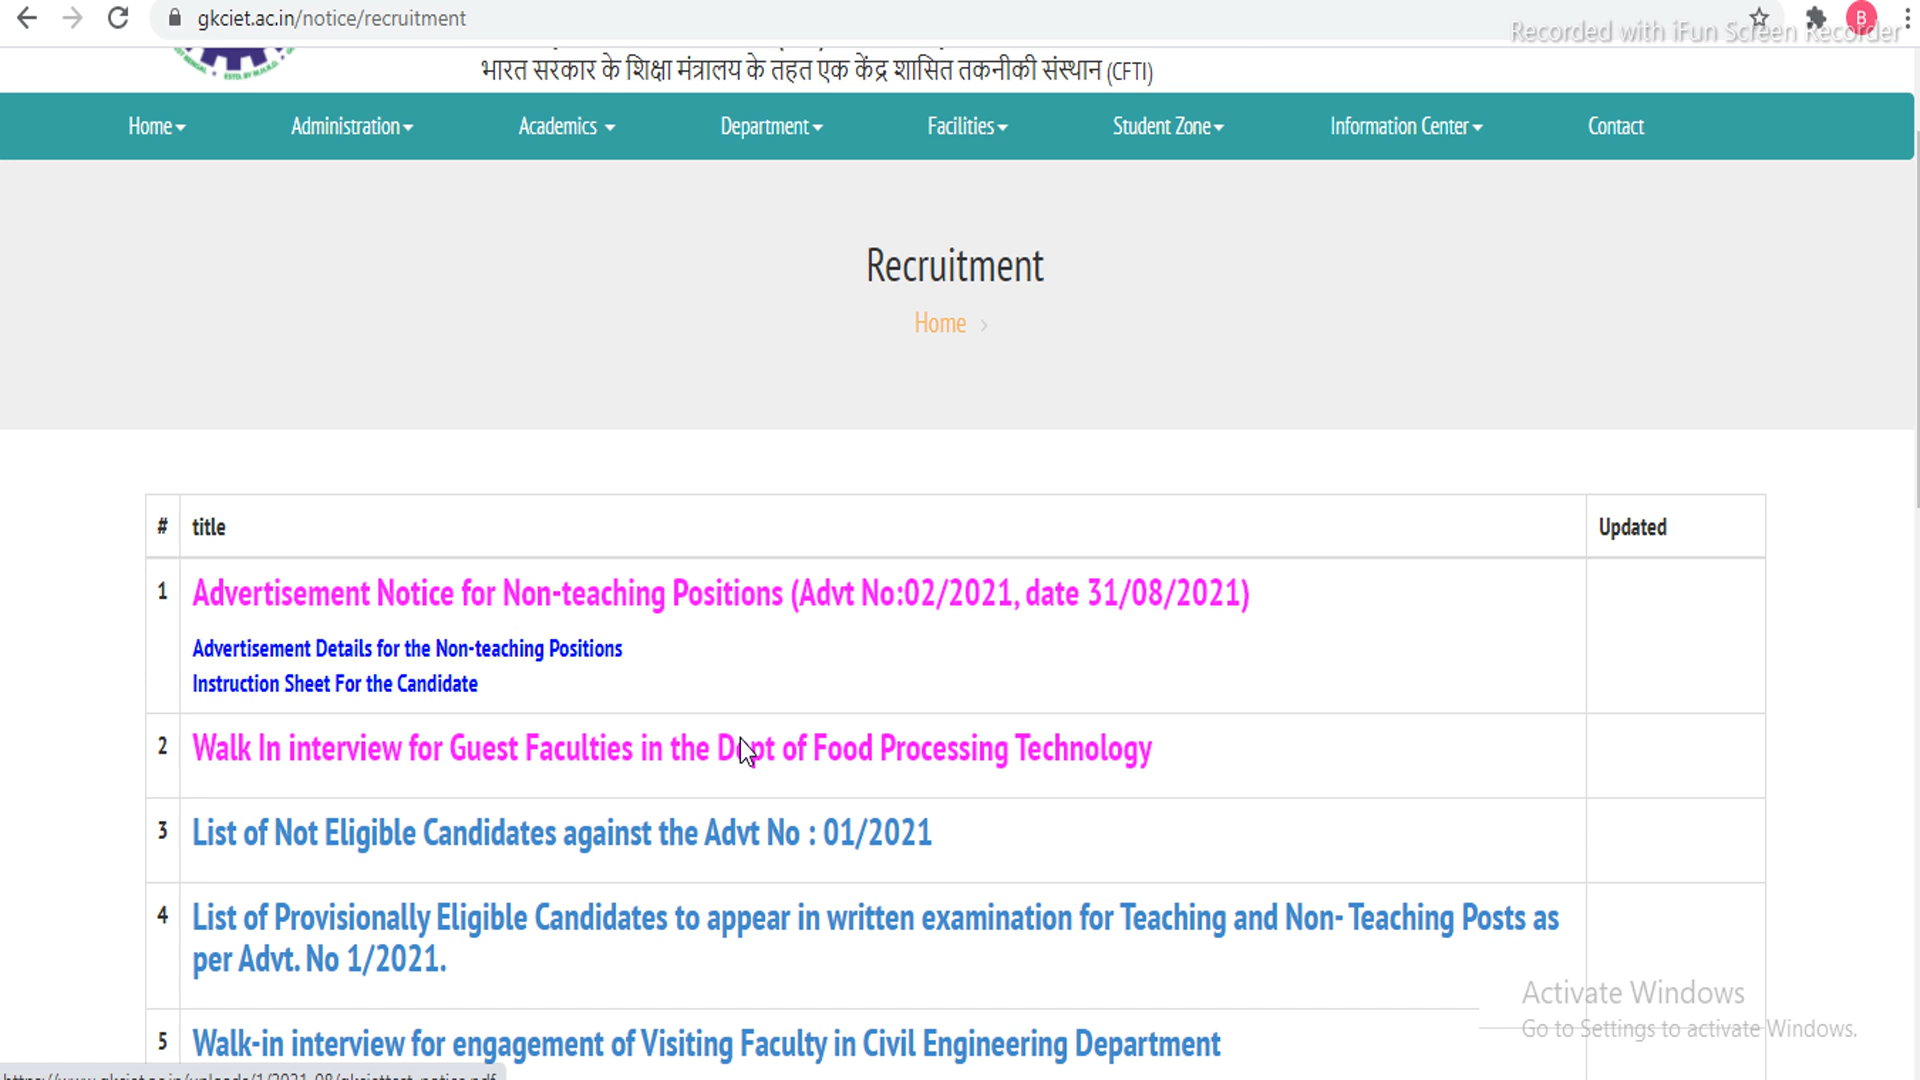 gkciet.ac.in/notice/recruitment
B
Recorded with iFun Screen Recorder
भारत सरकार के शिक्षा मंत्रालय के तहत एक केंद्र शासित तकनीकी संस्थान (CFTI)
Home Administration Academics Department Facilities Student Zone Information Center Contact
Recruitment
Home >
# title Updated
1 Advertisement Notice for Non-teaching Positions (Advt No:02/2021, date 31/08/2021)
Advertisement Details for the Non-teaching Positions
Instruction Sheet For the Candidate
2 Walk In interview for Guest Faculties in the Dept of Food Processing Technology
3 List of Not Eligible Candidates against the Advt No : 01/2021
4 List of Provisionally Eligible Candidates to appear in written examination for Teaching and Non- Teaching Posts as
per Advt. No 1/2021.
Activate Windows
Go to Settings to activate Windows.
5 Walk-in interview for engagement of Visiting Faculty in Civil Engineering Department